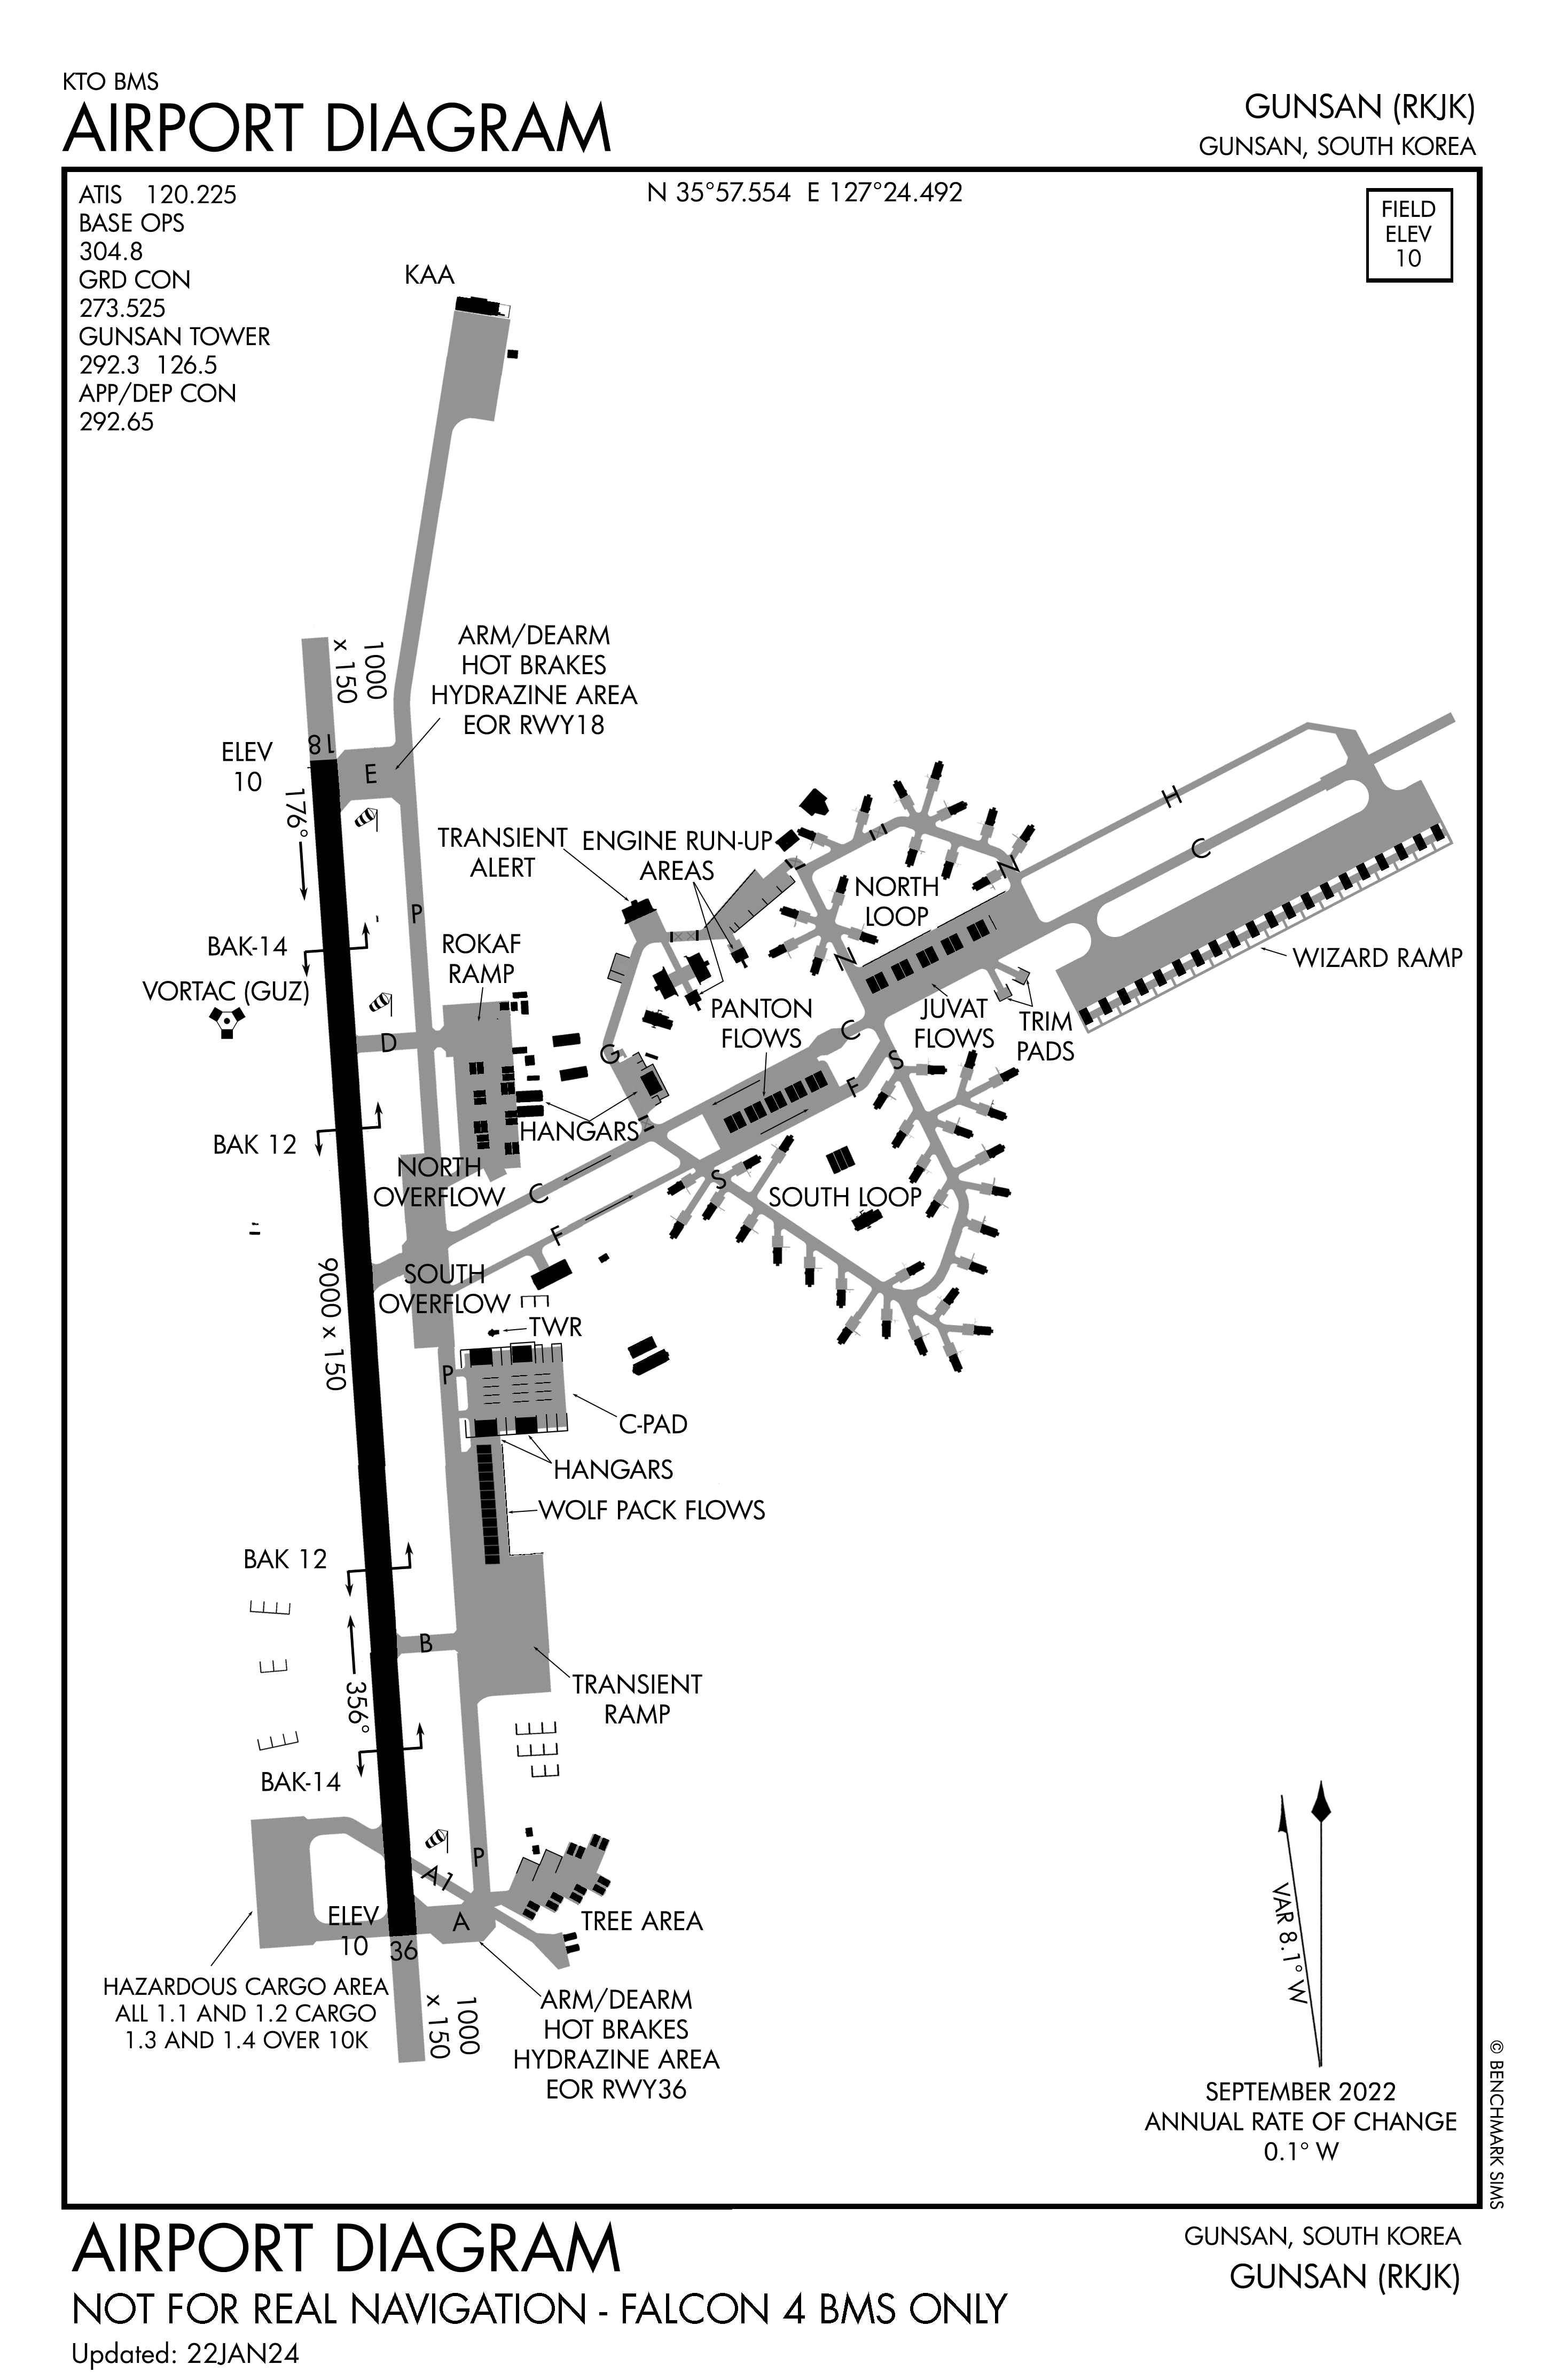 KTO BMS
AIRPORT DIAGRAM
GUNSAN (RKJK)
GUNSAN, SOUTH KOREA
ATIS 120.225
BASE OPS
304.8
GRD CON
273.525
GUNSAN TOWER
292.3 126.5
APP/DEP CON
292.65
N 35°57.554 E 127°24.492
FIELD
ELEV
10
KAA
1000
x 150
ARM/DEARM
HOT BRAKES
HYDRAZINE AREA
EOR RWY18
18
ELEV
10
E
176°
H
C
TRANSIENT
ALERT
ENGINE RUN-UP
AREAS
N
NORTH
LOOP
P
BAK-14
ROKAF
RAMP
N
WIZARD RAMP
VORTAC (GUZ)
PANTON
FLOWS
JUVAT
FLOWS
TRIM
PADS
D
G
C
S
F
BAK 12
HANGARS
NORTH
OVERFLOW
C
S
SOUTH LOOP
F
SOUTH
OVERFLOW
9000 x 150
TWR
P
C-PAD
HANGARS
WOLF PACK FLOWS
BAK 12
B
356°
TRANSIENT
RAMP
BAK-14
P
A1
ELEV
10
A
TREE AREA
36
HAZARDOUS CARGO AREA
ALL 1.1 AND 1.2 CARGO
1.3 AND 1.4 OVER 10K
1000
x 150
ARM/DEARM
HOT BRAKES
HYDRAZINE AREA
EOR RWY36
VAR 8.1° W
SEPTEMBER 2022
ANNUAL RATE OF CHANGE
0.1° W
© BENCHMARK SIMS
AIRPORT DIAGRAM
NOT FOR REAL NAVIGATION - FALCON 4 BMS ONLY
Updated: 22JAN24
GUNSAN, SOUTH KOREA
GUNSAN (RKJK)